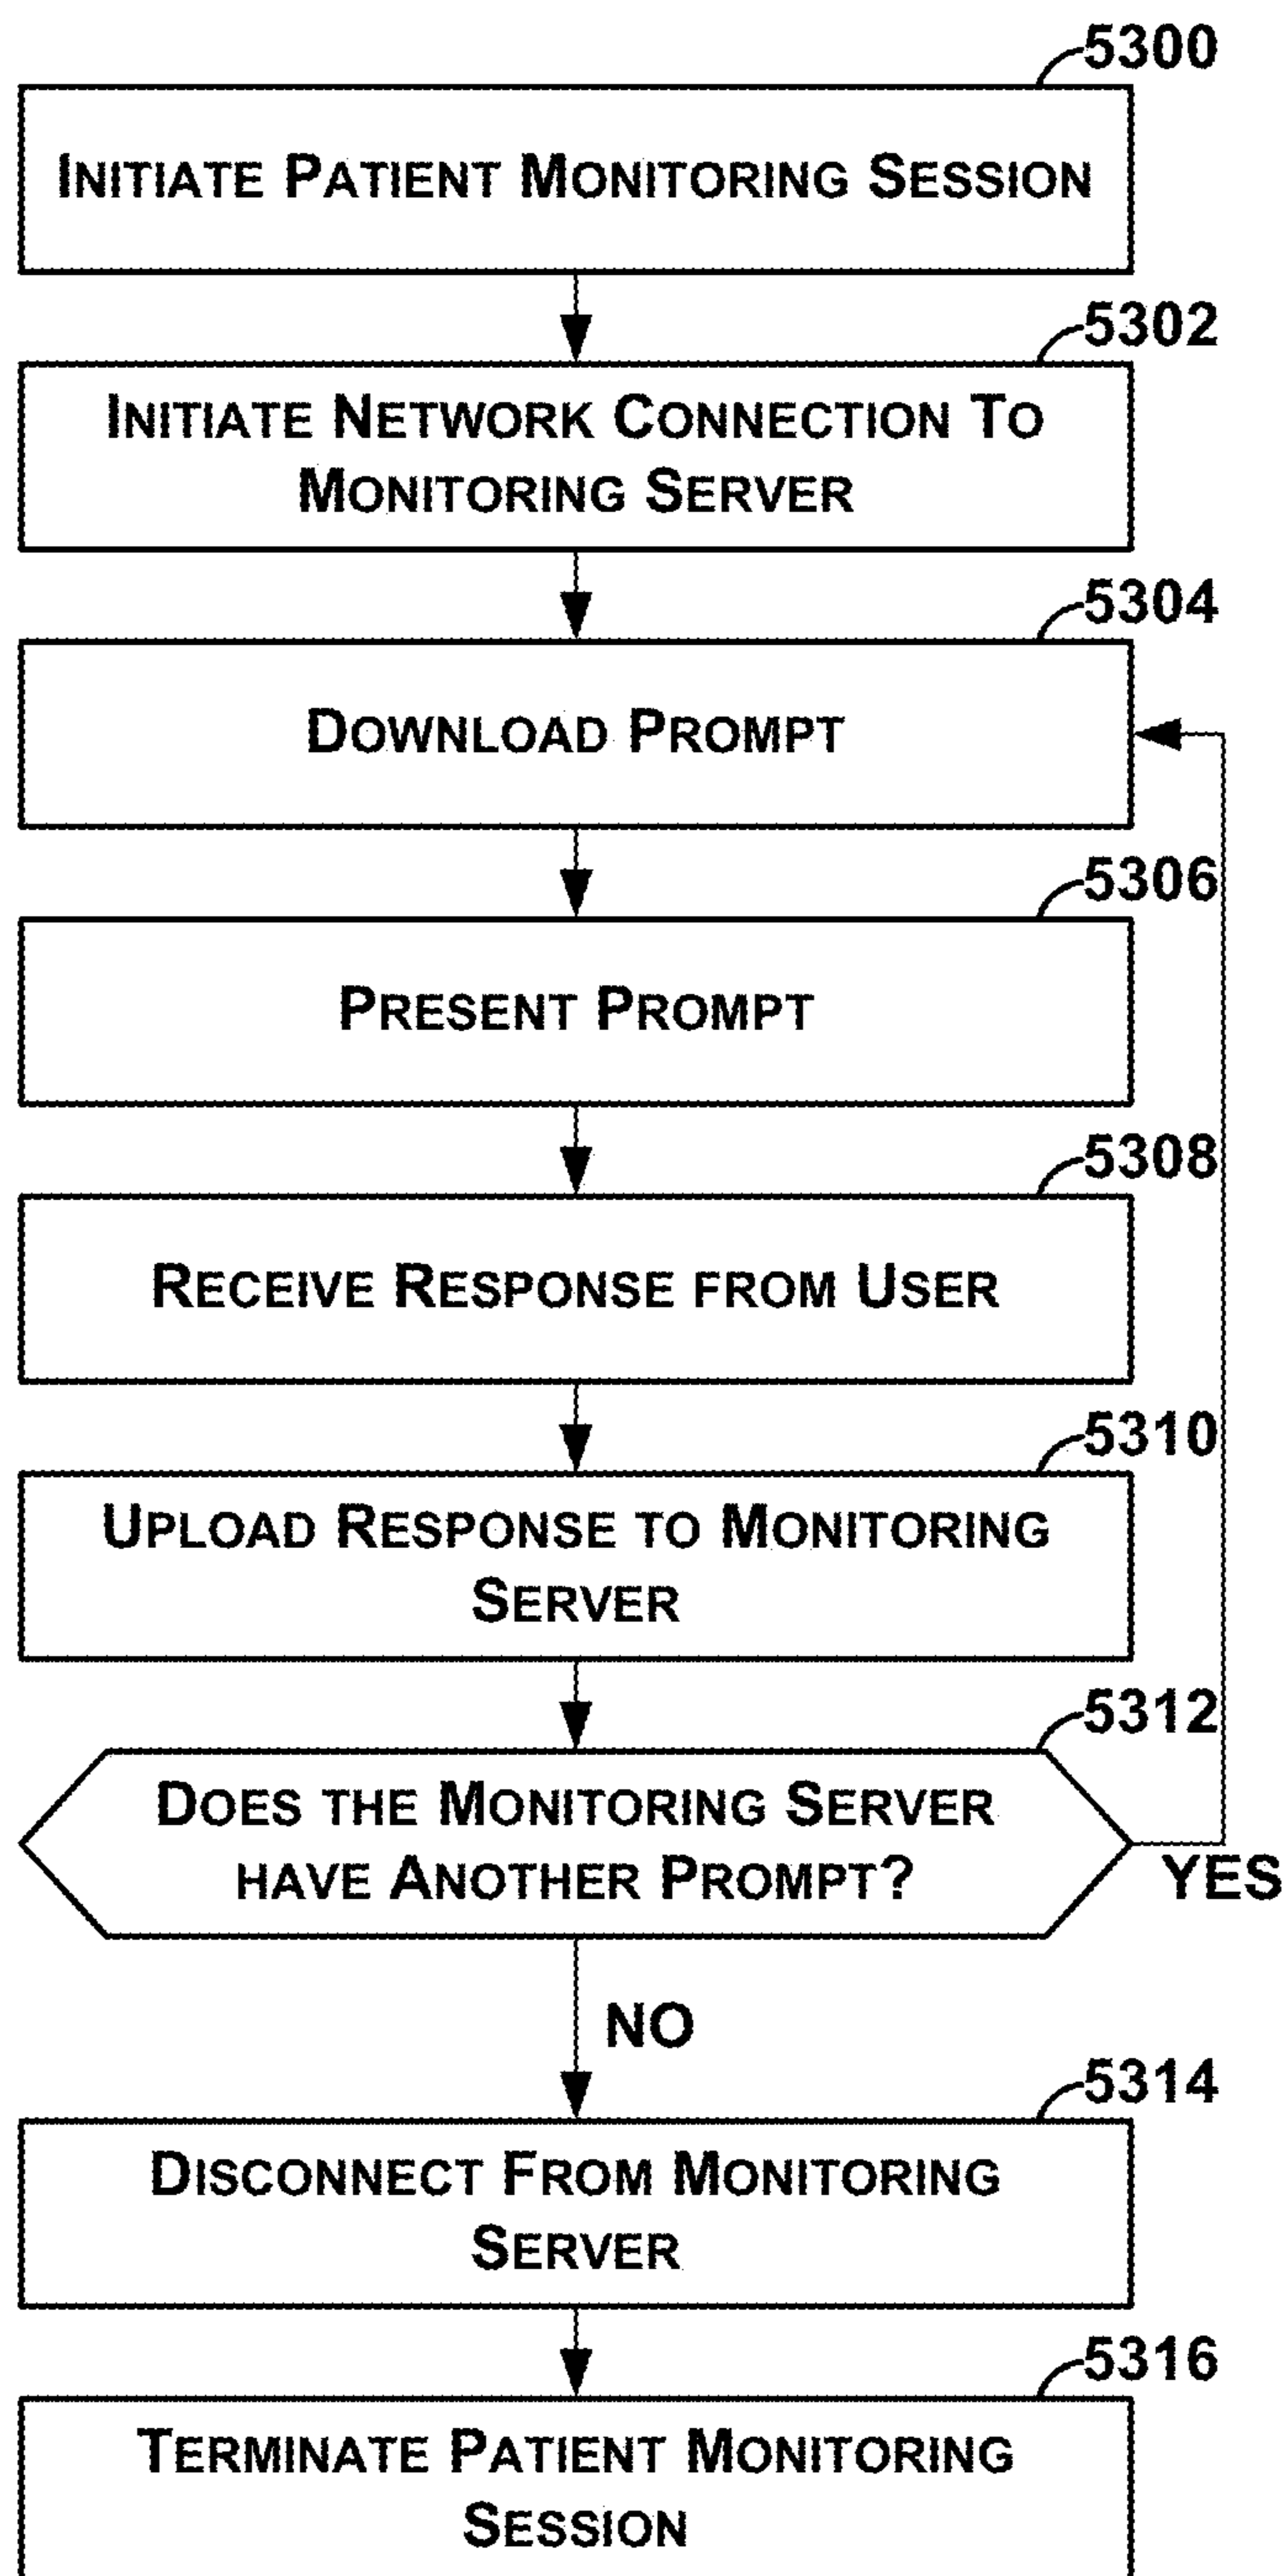 5300
INITIATE PATIENT MONITORING SESSION
5302
INITIATE NETWORK CONNECTION TO
MONITORING SERVER
5304
DOWNLOAD PROMPT
5306
PRESENT PROMPT
5308
RECEIVE RESPONSE FROM USER
5310
UPLOAD RESPONSE TO MONITORING
SERVER
5312
DOES THE MONITORING SERVER
HAVE ANOTHER PROMPT?
YES
NO
5314
DISCONNECT FROM MONITORING
SERVER
5316
TERMINATE PATIENT MONITORING
SESSION